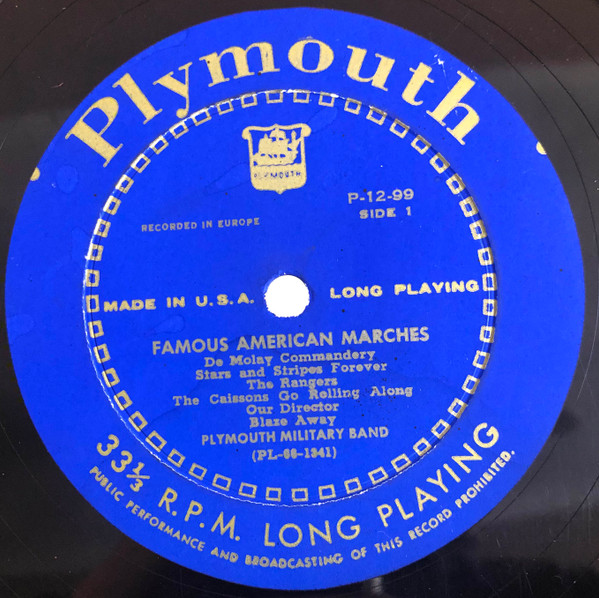 Plymouth
PLYMOUTH
P-12-99
SIDE 1
RECORDED IN EUROPE
MADE IN U.S.A. LONG PLAYING
FAMOUS AMERICAN MARCHES
De Molay Commandery
Stars and Stripes Forever
The Rangers
The Caissons Go Rolling Along
Our Director
Blaze Away
PLYMOUTH MILITARY BAND
(PL-66-1341)
33⅓ R.P.M. LONG PLAYING
PUBLIC PERFORMANCE AND BROADCASTING OF THIS RECORD PROHIBITED.